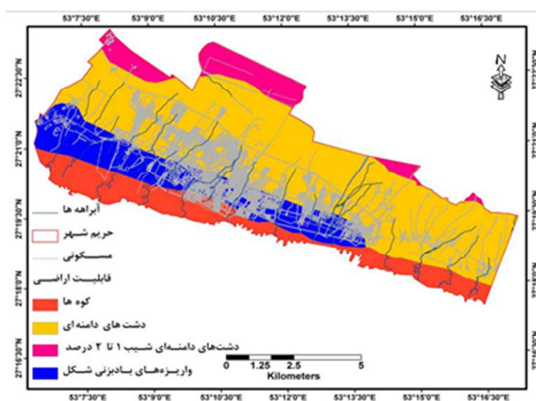 53°7'30"E 53°9'0"E 53°10'30"E 53°12'0"E 53°13'30"E 53°15'0"E 53°16'30"E
N
27°22'30"N
27°21'0"N
27°19'30"N
27°18'0"N
27°16'30"N
آبراهه ها
حریم شهر
مسکونی
قابلیت اراضی
کوه ها
دشت های دامنه‌ای
دشت‌های دامنه‌ای شیب ۱ تا ۲ درصد
واریزه‌های بادبزنی شکل
0 1.25 2.5 5
Kilometers
53°7'30"E 53°9'0"E 53°10'30"E 53°12'0"E 53°13'30"E 53°15'0"E 53°16'30"E